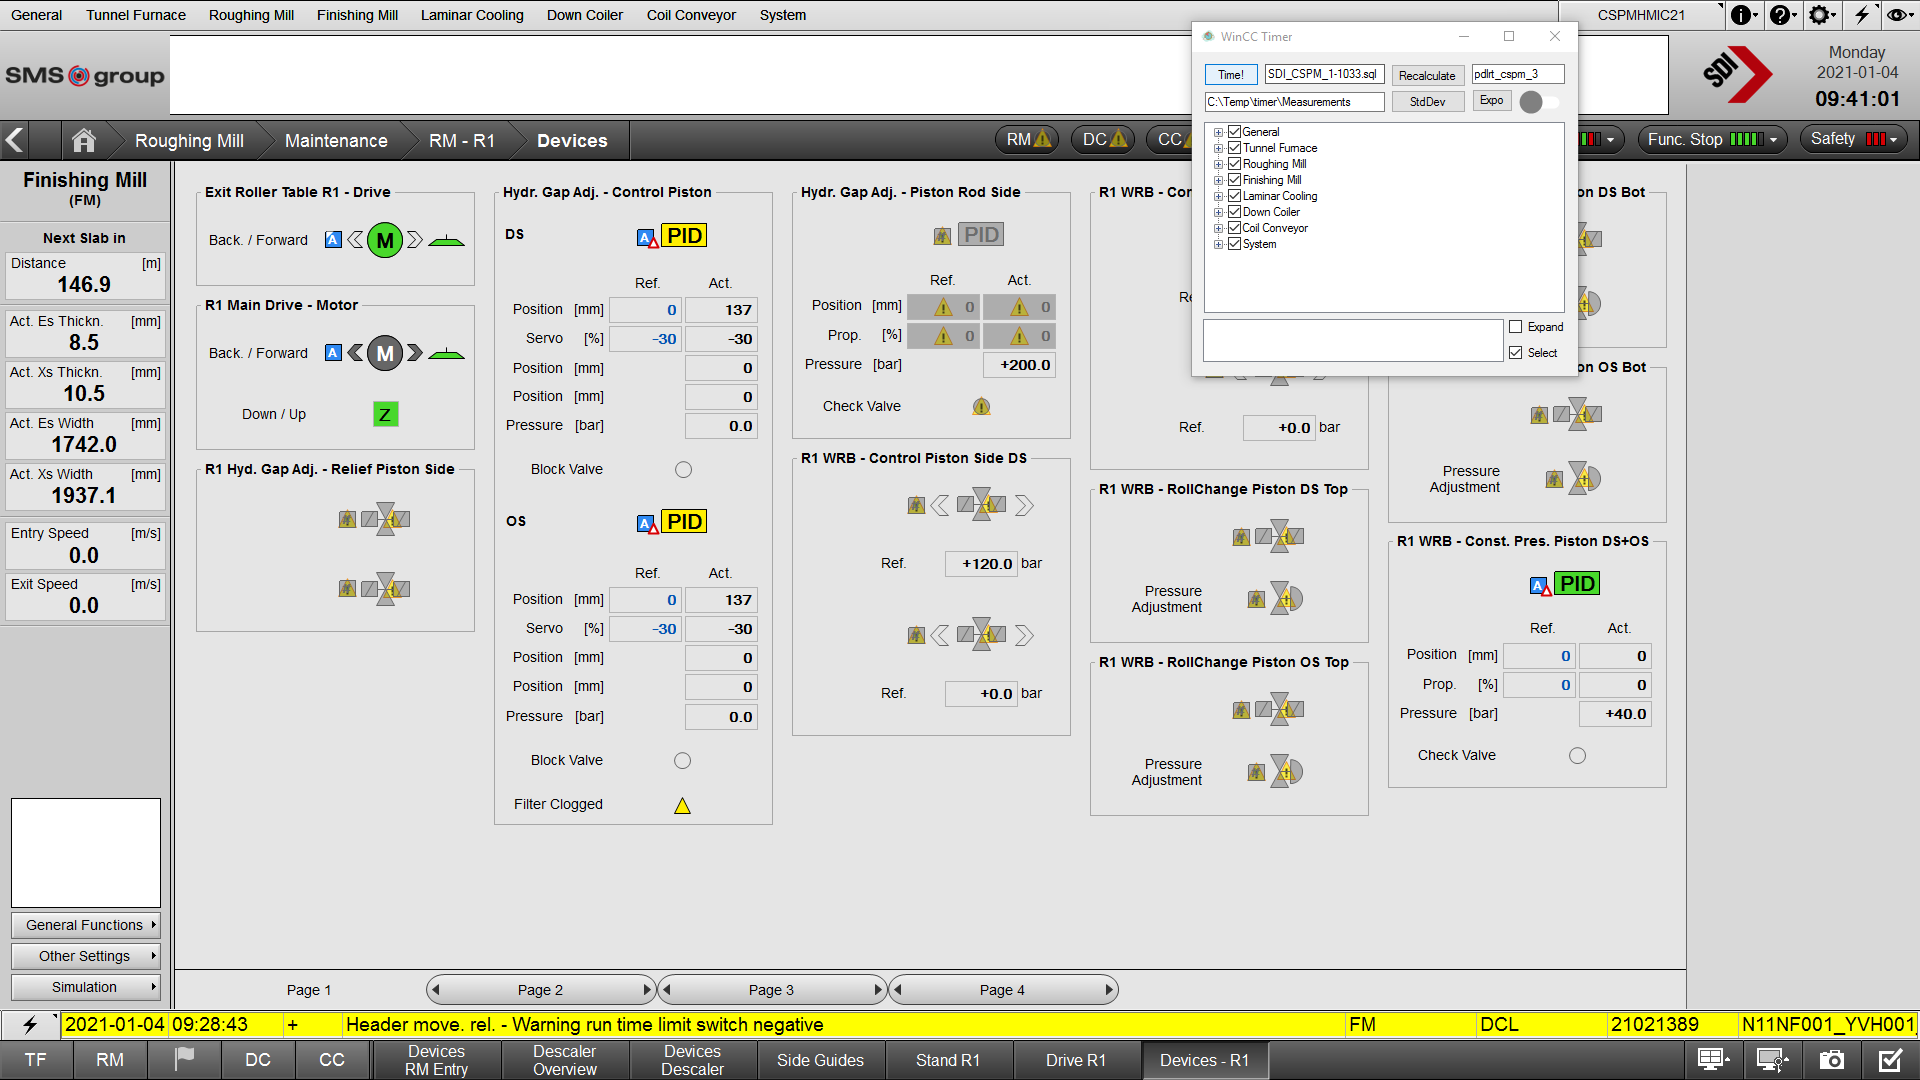 General Tunnel Furnace Roughing Mill Finishing Mill Laminar Cooling Down Coiler Coil Conveyor System CSPMHMIC21
SMS group
SDI
Monday
2021-01-04
09:41:01
WinCC Timer
Time! SDI_CSPM_1-1033.sql Recalculate pdlrt_cspm_3
C:\Temp\timer\Measurements StdDev Expo
General
Tunnel Furnace
Roughing Mill
Finishing Mill
Laminar Cooling
Down Coiler
Coil Conveyor
System
Expand
Select
Roughing Mill Maintenance RM - R1 Devices RM DC CC Func. Stop Safety
Finishing Mill
(FM)
Next Slab in
Distance [m]
146.9
Act. Es Thickn. [mm]
8.5
Act. Xs Thickn. [mm]
10.5
Act. Es Width [mm]
1742.0
Act. Xs Width [mm]
1937.1
Entry Speed [m/s]
0.0
Exit Speed [m/s]
0.0
General Functions
Other Settings
Simulation
Exit Roller Table R1 - Drive
Back. / Forward A M
R1 Main Drive - Motor
Back. / Forward A M
Down / Up Z
R1 Hyd. Gap Adj. - Relief Piston Side
Hydr. Gap Adj. - Control Piston
DS A PID
Ref. Act.
Position [mm] 0 137
Servo [%] -30 -30
Position [mm] 0
Position [mm] 0
Pressure [bar] 0.0
Block Valve
OS A PID
Ref. Act.
Position [mm] 0 137
Servo [%] -30 -30
Position [mm] 0
Position [mm] 0
Pressure [bar] 0.0
Block Valve
Filter Clogged
Hydr. Gap Adj. - Piston Rod Side
PID
Ref. Act.
Position [mm] 0 0
Prop. [%] 0 0
Pressure [bar] +200.0
Check Valve
R1 WRB - Control Piston Side DS
Ref. +120.0 bar
Ref. +0.0 bar
R1 WRB - Con
Re
Ref. +0.0 bar
R1 WRB - RollChange Piston DS Top
Pressure
Adjustment
R1 WRB - RollChange Piston OS Top
Pressure
Adjustment
on DS Bot
on OS Bot
Pressure
Adjustment
R1 WRB - Const. Pres. Piston DS+OS
A PID
Ref. Act.
Position [mm] 0 0
Prop. [%] 0 0
Pressure [bar] +40.0
Check Valve
Page 1 Page 2 Page 3 Page 4
2021-01-04 09:28:43 + Header move. rel. - Warning run time limit switch negative FM DCL 21021389 N11NF001_YVH001
TF RM DC CC Devices RM Entry Descaler Overview Devices Descaler Side Guides Stand R1 Drive R1 Devices - R1